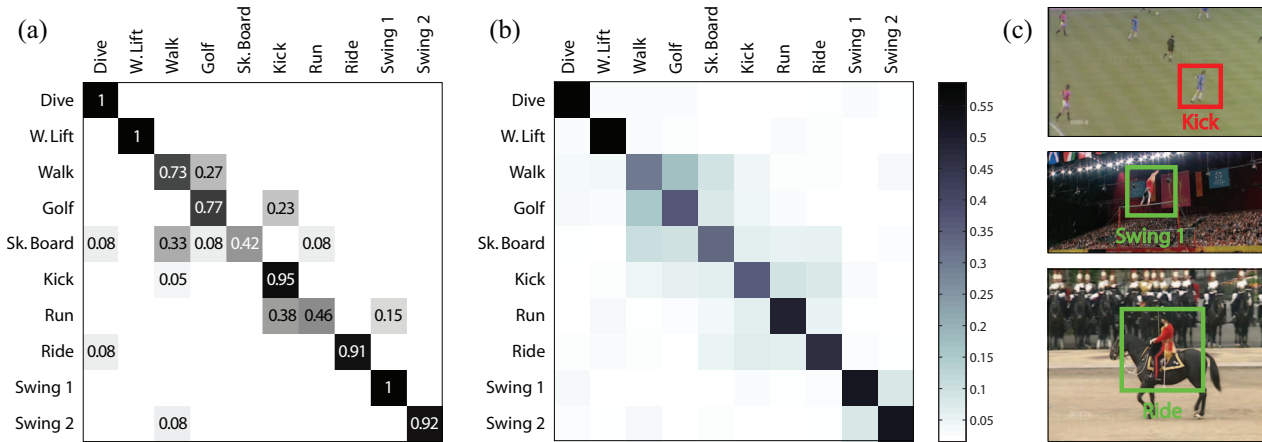 (a)
Dive
W. Lift
Walk
Golf
Sk. Board
Kick
Run
Ride
Swing 1
Swing 2
Dive 1
W. Lift 1
Walk 0.73 0.27
Golf 0.77 0.23
Sk. Board 0.08 0.33 0.08 0.42 0.08
Kick 0.05 0.95
Run 0.38 0.46 0.15
Ride 0.08 0.91
Swing 1 1
Swing 2 0.08 0.92
(b)
Dive
W. Lift
Walk
Golf
Sk. Board
Kick
Run
Ride
Swing 1
Swing 2
Dive
W. Lift
Walk
Golf
Sk. Board
Kick
Run
Ride
Swing 1
Swing 2
0.55
0.5
0.45
0.4
0.35
0.3
0.25
0.2
0.15
0.1
0.05
(c)
Kick
Swing 1
Ride